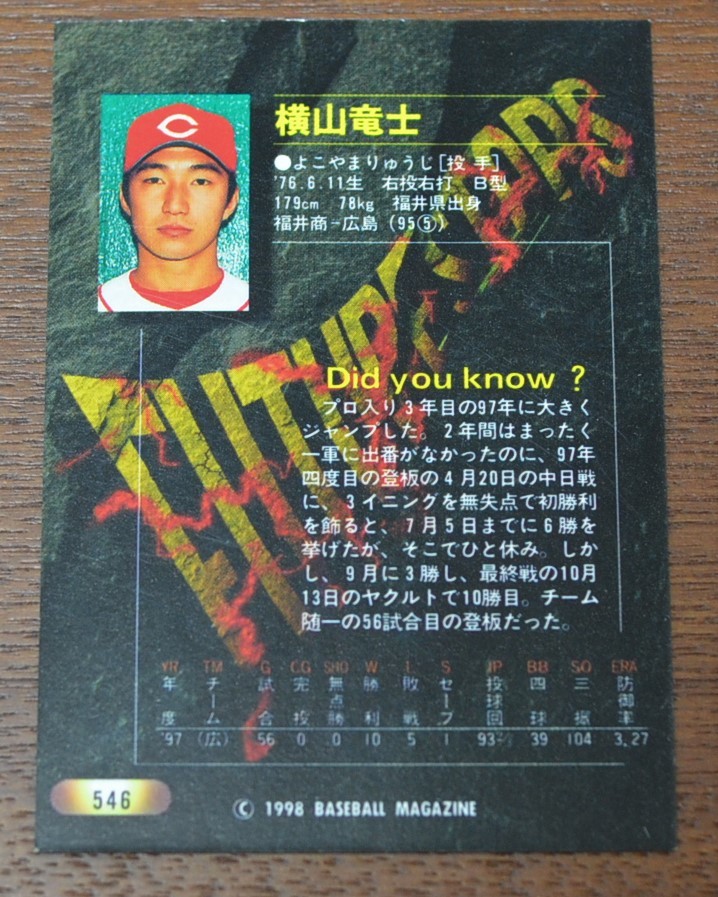 横山竜士
●よこやまりゅうじ[投 手]
'76.6.11生 右投右打 B型
179cm 78kg 福井県出身
福井商-広島 (95⑤)
FUTURES STARS
Did you know ?
プロ入り3年目の97年に大きく
ジャンプした。2年間はまったく
一軍に出番がなかったのに、97年
四度目の登板の4月20日の中日戦
に、3イニングを無失点で初勝利
を飾ると、7月5日までに6勝を
挙げたが、そこでひと休み。しか
し、9月に3勝し、最終戦の10月
13日のヤクルトで10勝目。チーム
随一の56試合目の登板だった。
YR. TM G CG SHO W L S IP BB SO ERA
年度 チーム 試合 完投 無点勝 勝利 敗戦 セーブ 投球回 四球 三振 防御率
'97 (広) 56 0 0 10 5 1 93 39 104 3.27
546
© 1998 BASEBALL MAGAZINE